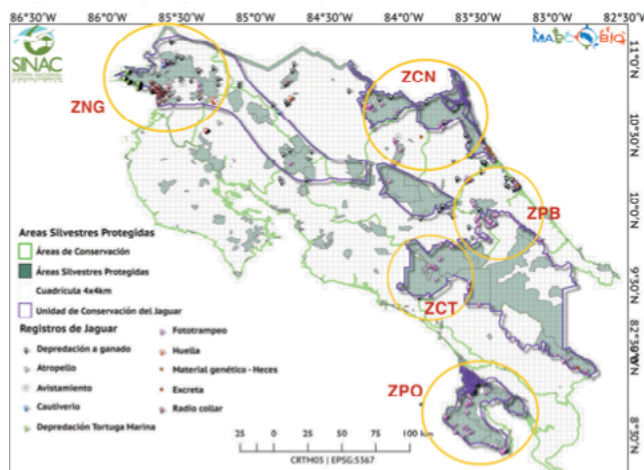 86°0'W 85°30'W 85°0'W 84°30'W 84°0'W 83°30'W 83°0'W 82°30'W
SINAC
ZNG
ZCN
ZPB
ZCT
ZPO
11°0'N
10°30'N
10°0'N
9°30'N
9°0'N
8°30'N
Areas Silvestres Protegidas
Áreas de Conservación
Áreas Silvestres Protegidas
Cuadrícula 4x4km
Unidad de Conservación del Jaguar
Registros de Jaguar
Depredación a ganado
Atropello
Avistamiento
Cautiverio
Depredación Tortuga Marina
Fototrampeo
Huella
Material genético - Heces
Excreta
Radio collar
25 0 25 50 75 100 km
CRTM05 | EPSG:5367